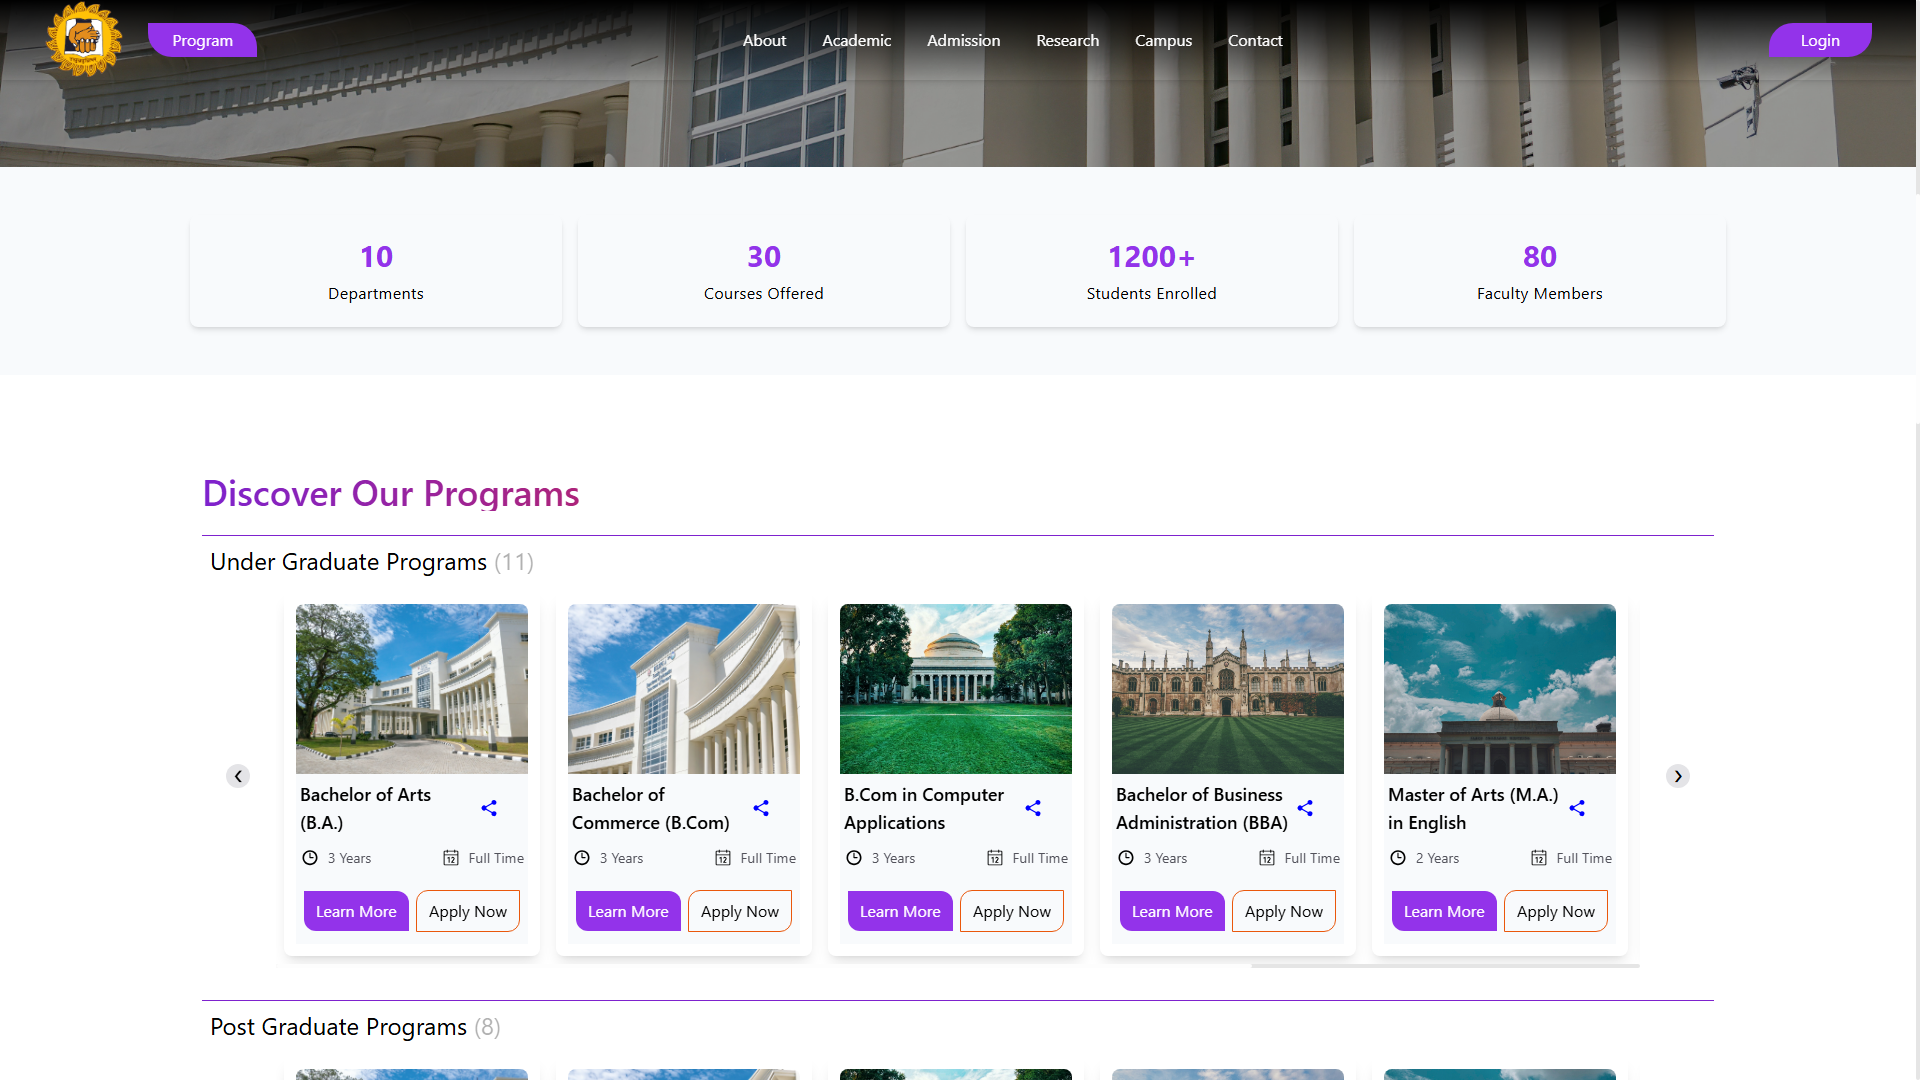 Program
About
Academic
Admission
Research
Campus
Contact
Login
10
Departments
30
Courses Offered
1200+
Students Enrolled
80
Faculty Members
Discover Our Programs
Under Graduate Programs (11)
Bachelor of Arts
(B.A.)
3 Years
Full Time
Learn More
Apply Now
Bachelor of
Commerce (B.Com)
3 Years
Full Time
Learn More
Apply Now
B.Com in Computer
Applications
3 Years
Full Time
Learn More
Apply Now
Bachelor of Business
Administration (BBA)
3 Years
Full Time
Learn More
Apply Now
Master of Arts (M.A.)
in English
2 Years
Full Time
Learn More
Apply Now
Post Graduate Programs (8)